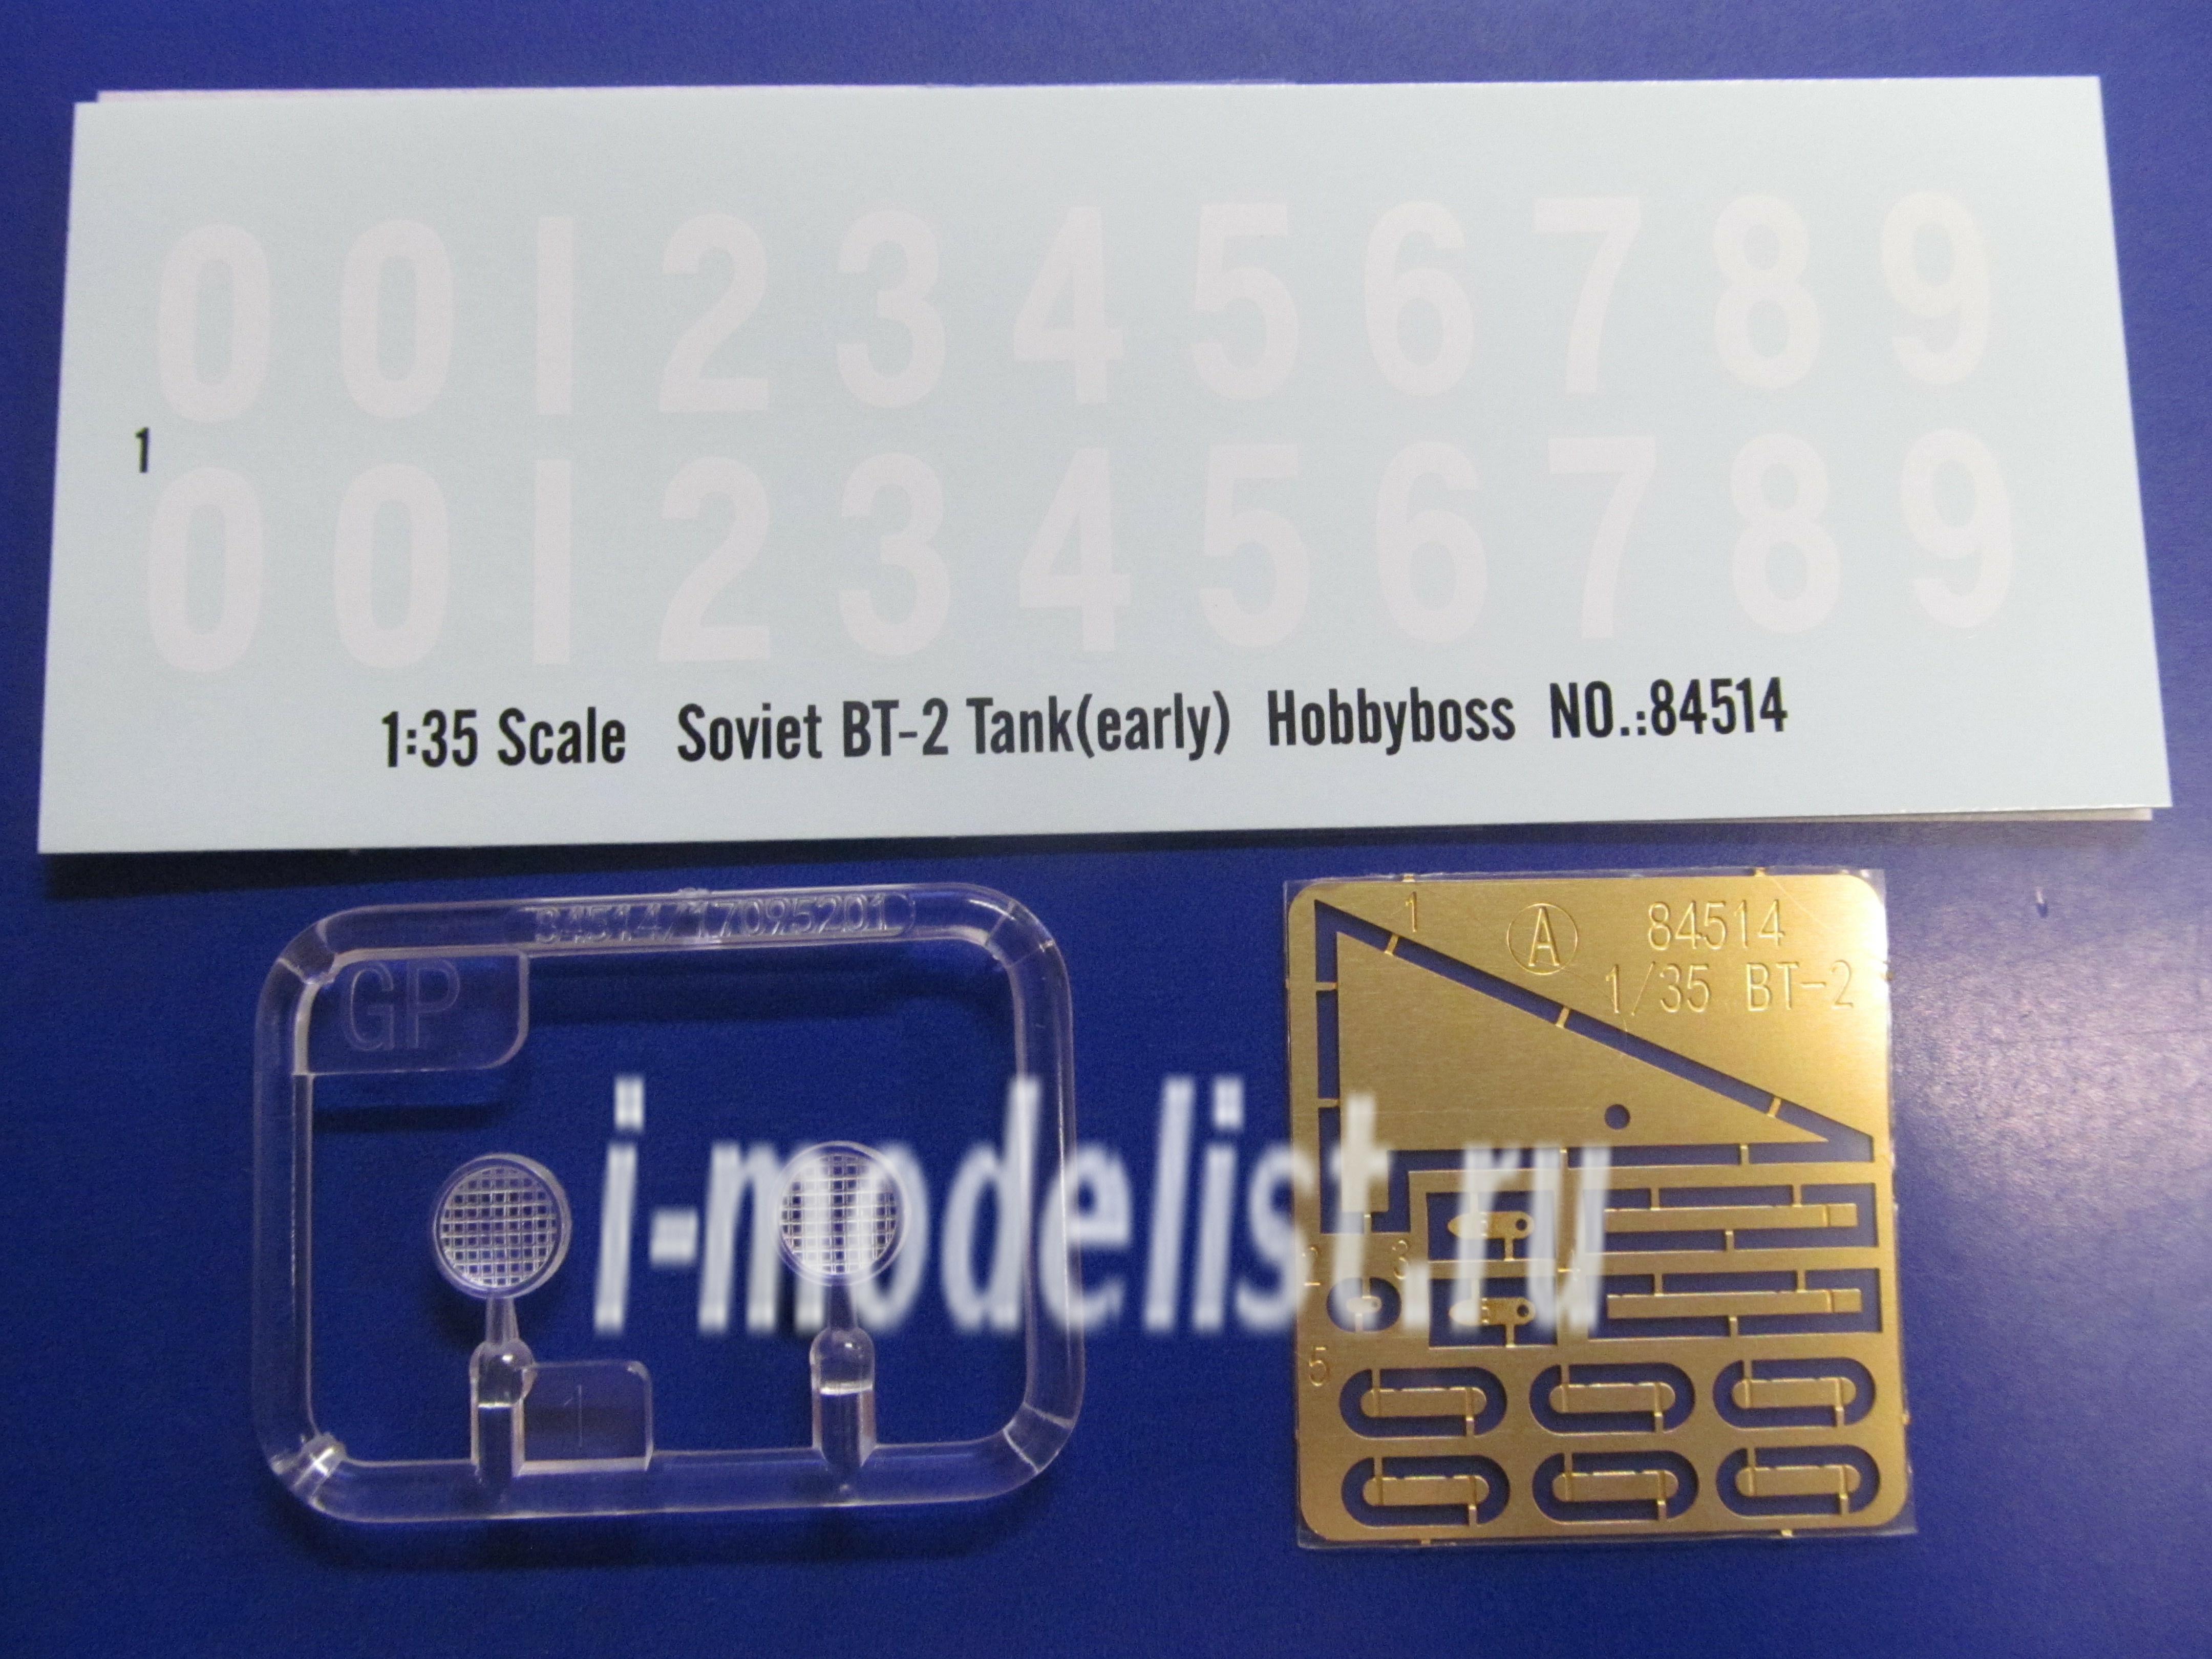 0 0 1 2 3 4 5 6 7 8 9
1
0 0 1 2 3 4 5 6 7 8 9
1:35 Scale Soviet BT-2 Tank(early) Hobbyboss NO.:84514
84514/17095201
GP
1
1 A 84514
1/35 BT-2
i-modelist.ru
2 3 4
5